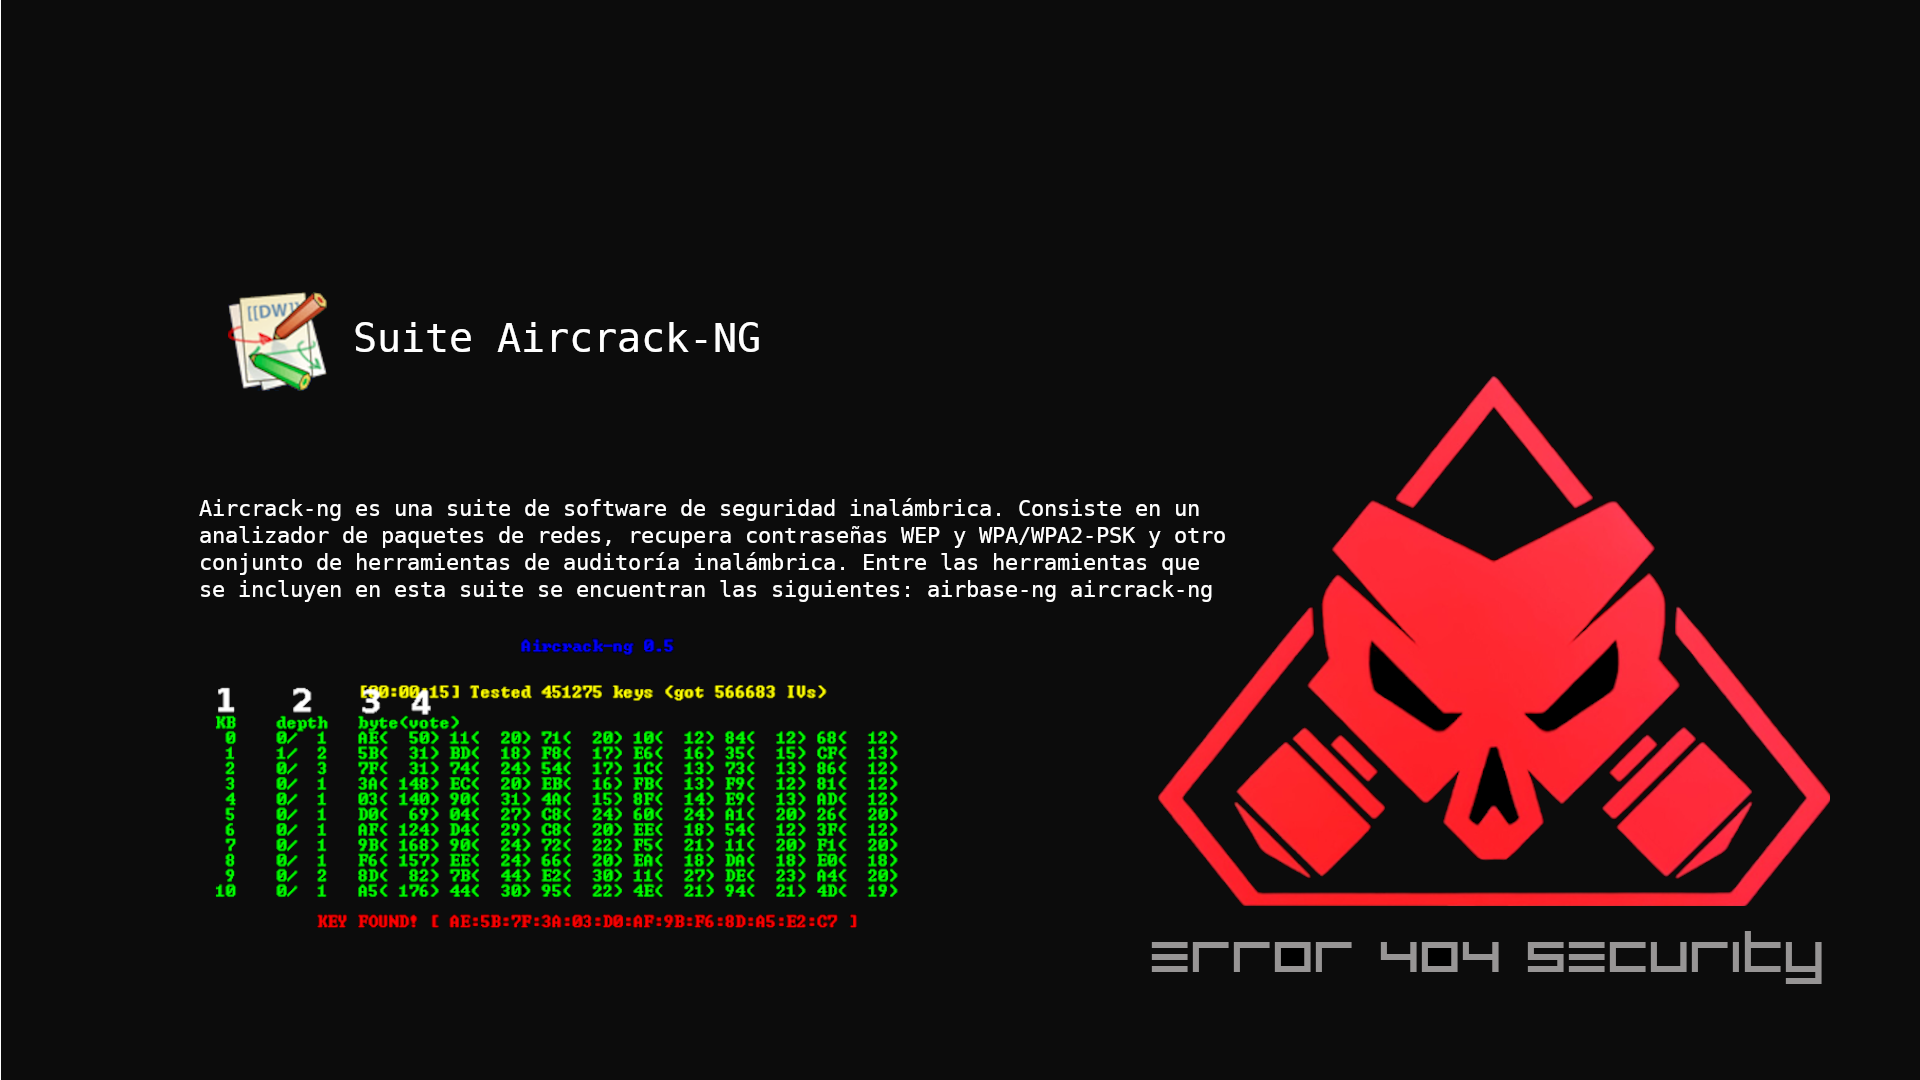 [[DW]]
Suite Aircrack-NG
Aircrack-ng es una suite de software de seguridad inalámbrica. Consiste en un
analizador de paquetes de redes, recupera contraseñas WEP y WPA/WPA2-PSK y otro
conjunto de herramientas de auditoría inalámbrica. Entre las herramientas que
se incluyen en esta suite se encuentran las siguientes: airbase-ng aircrack-ng
Aircrack-ng 0.5
[00:00:15] Tested 451275 keys (got 566683 IVs)
1 2 3 4
KB depth byte(vote)
0 0/ 1 AE( 50) 11( 20) 71( 20) 10( 12) 84( 12) 68( 12)
1 1/ 2 5B( 31) BD( 18) F8( 17) E6( 16) 35( 15) CF( 13)
2 0/ 3 7F( 31) 74( 24) 54( 17) 1C( 13) 73( 13) 86( 12)
3 0/ 1 3A( 148) EC( 20) EB( 16) FB( 13) F9( 12) 81( 12)
4 0/ 1 03( 140) 90( 31) 4A( 15) 8F( 14) E9( 13) AD( 12)
5 0/ 1 D0( 69) 04( 27) C8( 24) 60( 24) A1( 20) 26( 20)
6 0/ 1 AF( 124) D4( 29) C8( 20) EE( 18) 54( 12) 3F( 12)
7 0/ 1 9B( 168) 90( 24) 72( 22) F5( 21) 11( 20) F1( 20)
8 0/ 1 F6( 157) EE( 24) 66( 20) EA( 18) DA( 18) E0( 18)
9 0/ 2 8D( 82) 7B( 44) E2( 30) 11( 27) DE( 23) A4( 20)
10 0/ 1 A5( 176) 44( 30) 95( 22) 4E( 21) 94( 21) 4D( 19)
KEY FOUND! [ AE:5B:7F:3A:03:D0:AF:9B:F6:8D:A5:E2:C7 ]
error 404 security